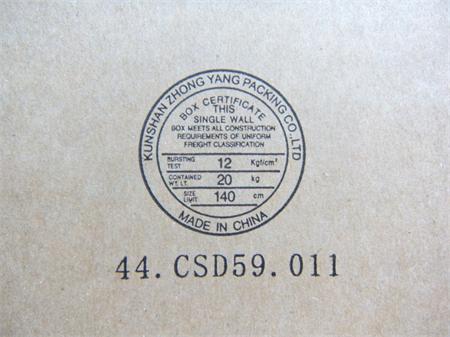 KUNSHAN ZHONG YANG PACKING CO.,LTD
BOX CERTIFICATE
THIS
SINGLE WALL
BOX MEETS ALL CONSTRUCTION
REQUIREMENTS OF UNIFORM
FREIGHT CLASSIFICATION
BURSTING TEST 12 Kgf/cm²
CONTAINED WT. LT. 20 kg
SIZE LIMIT 140 cm
MADE IN CHINA
44.CSD59.011